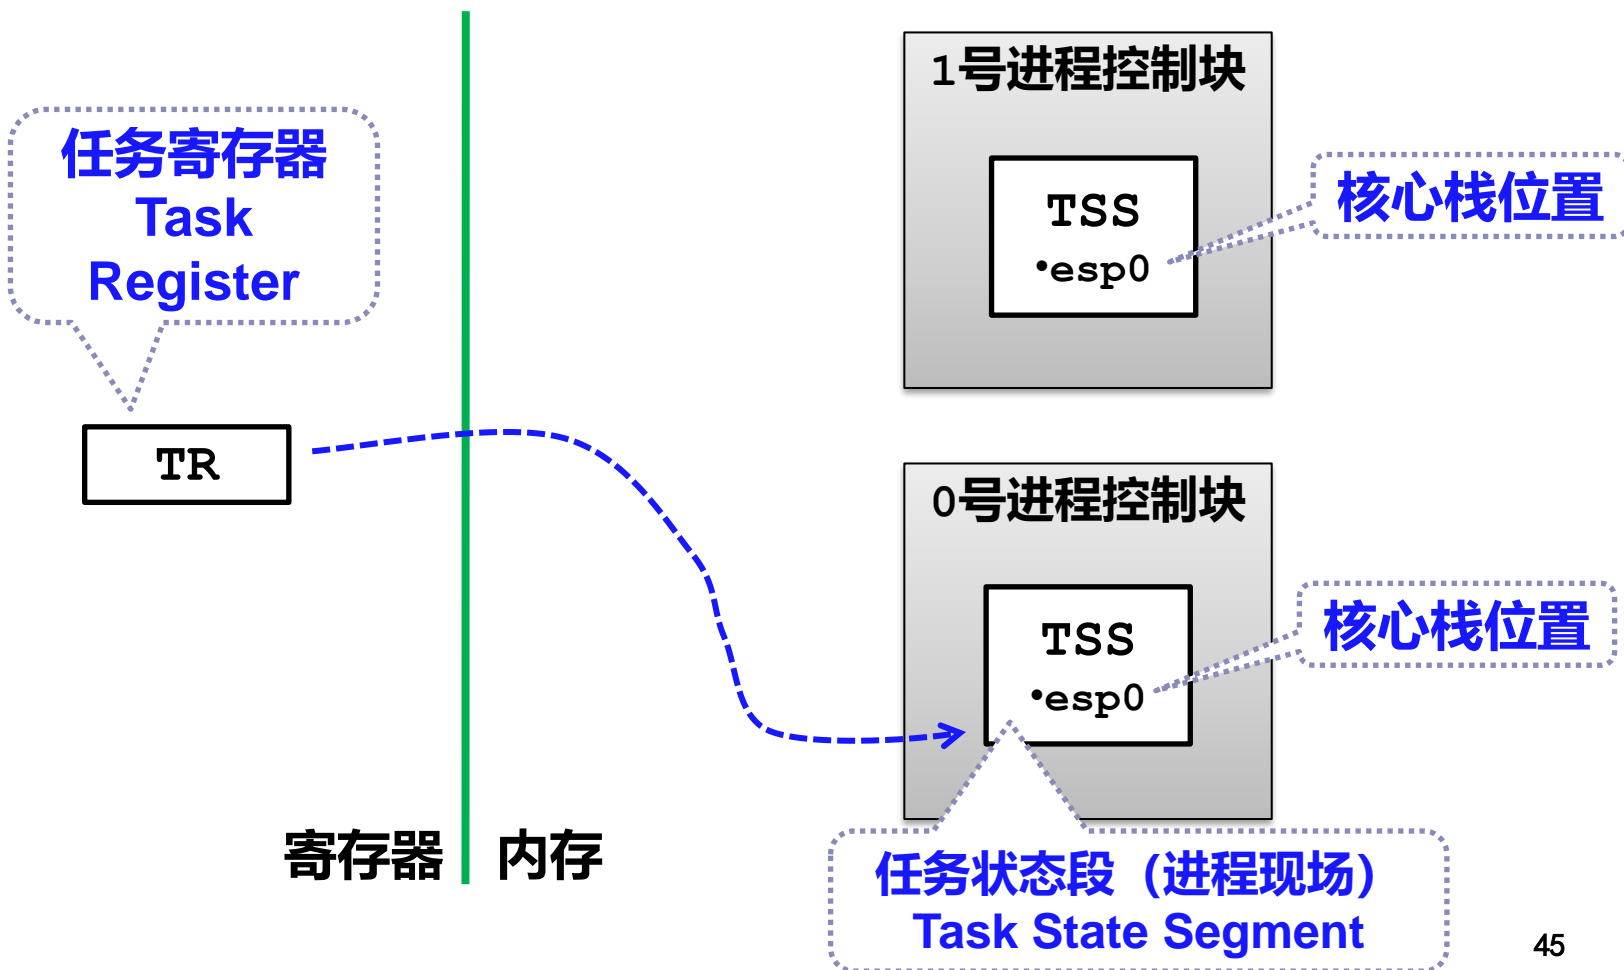 1号进程控制块
任务寄存器
Task
Register
TSS
•esp0
核心栈位置
TR
0号进程控制块
TSS
•esp0
核心栈位置
寄存器
内存
任务状态段（进程现场）
Task State Segment
45